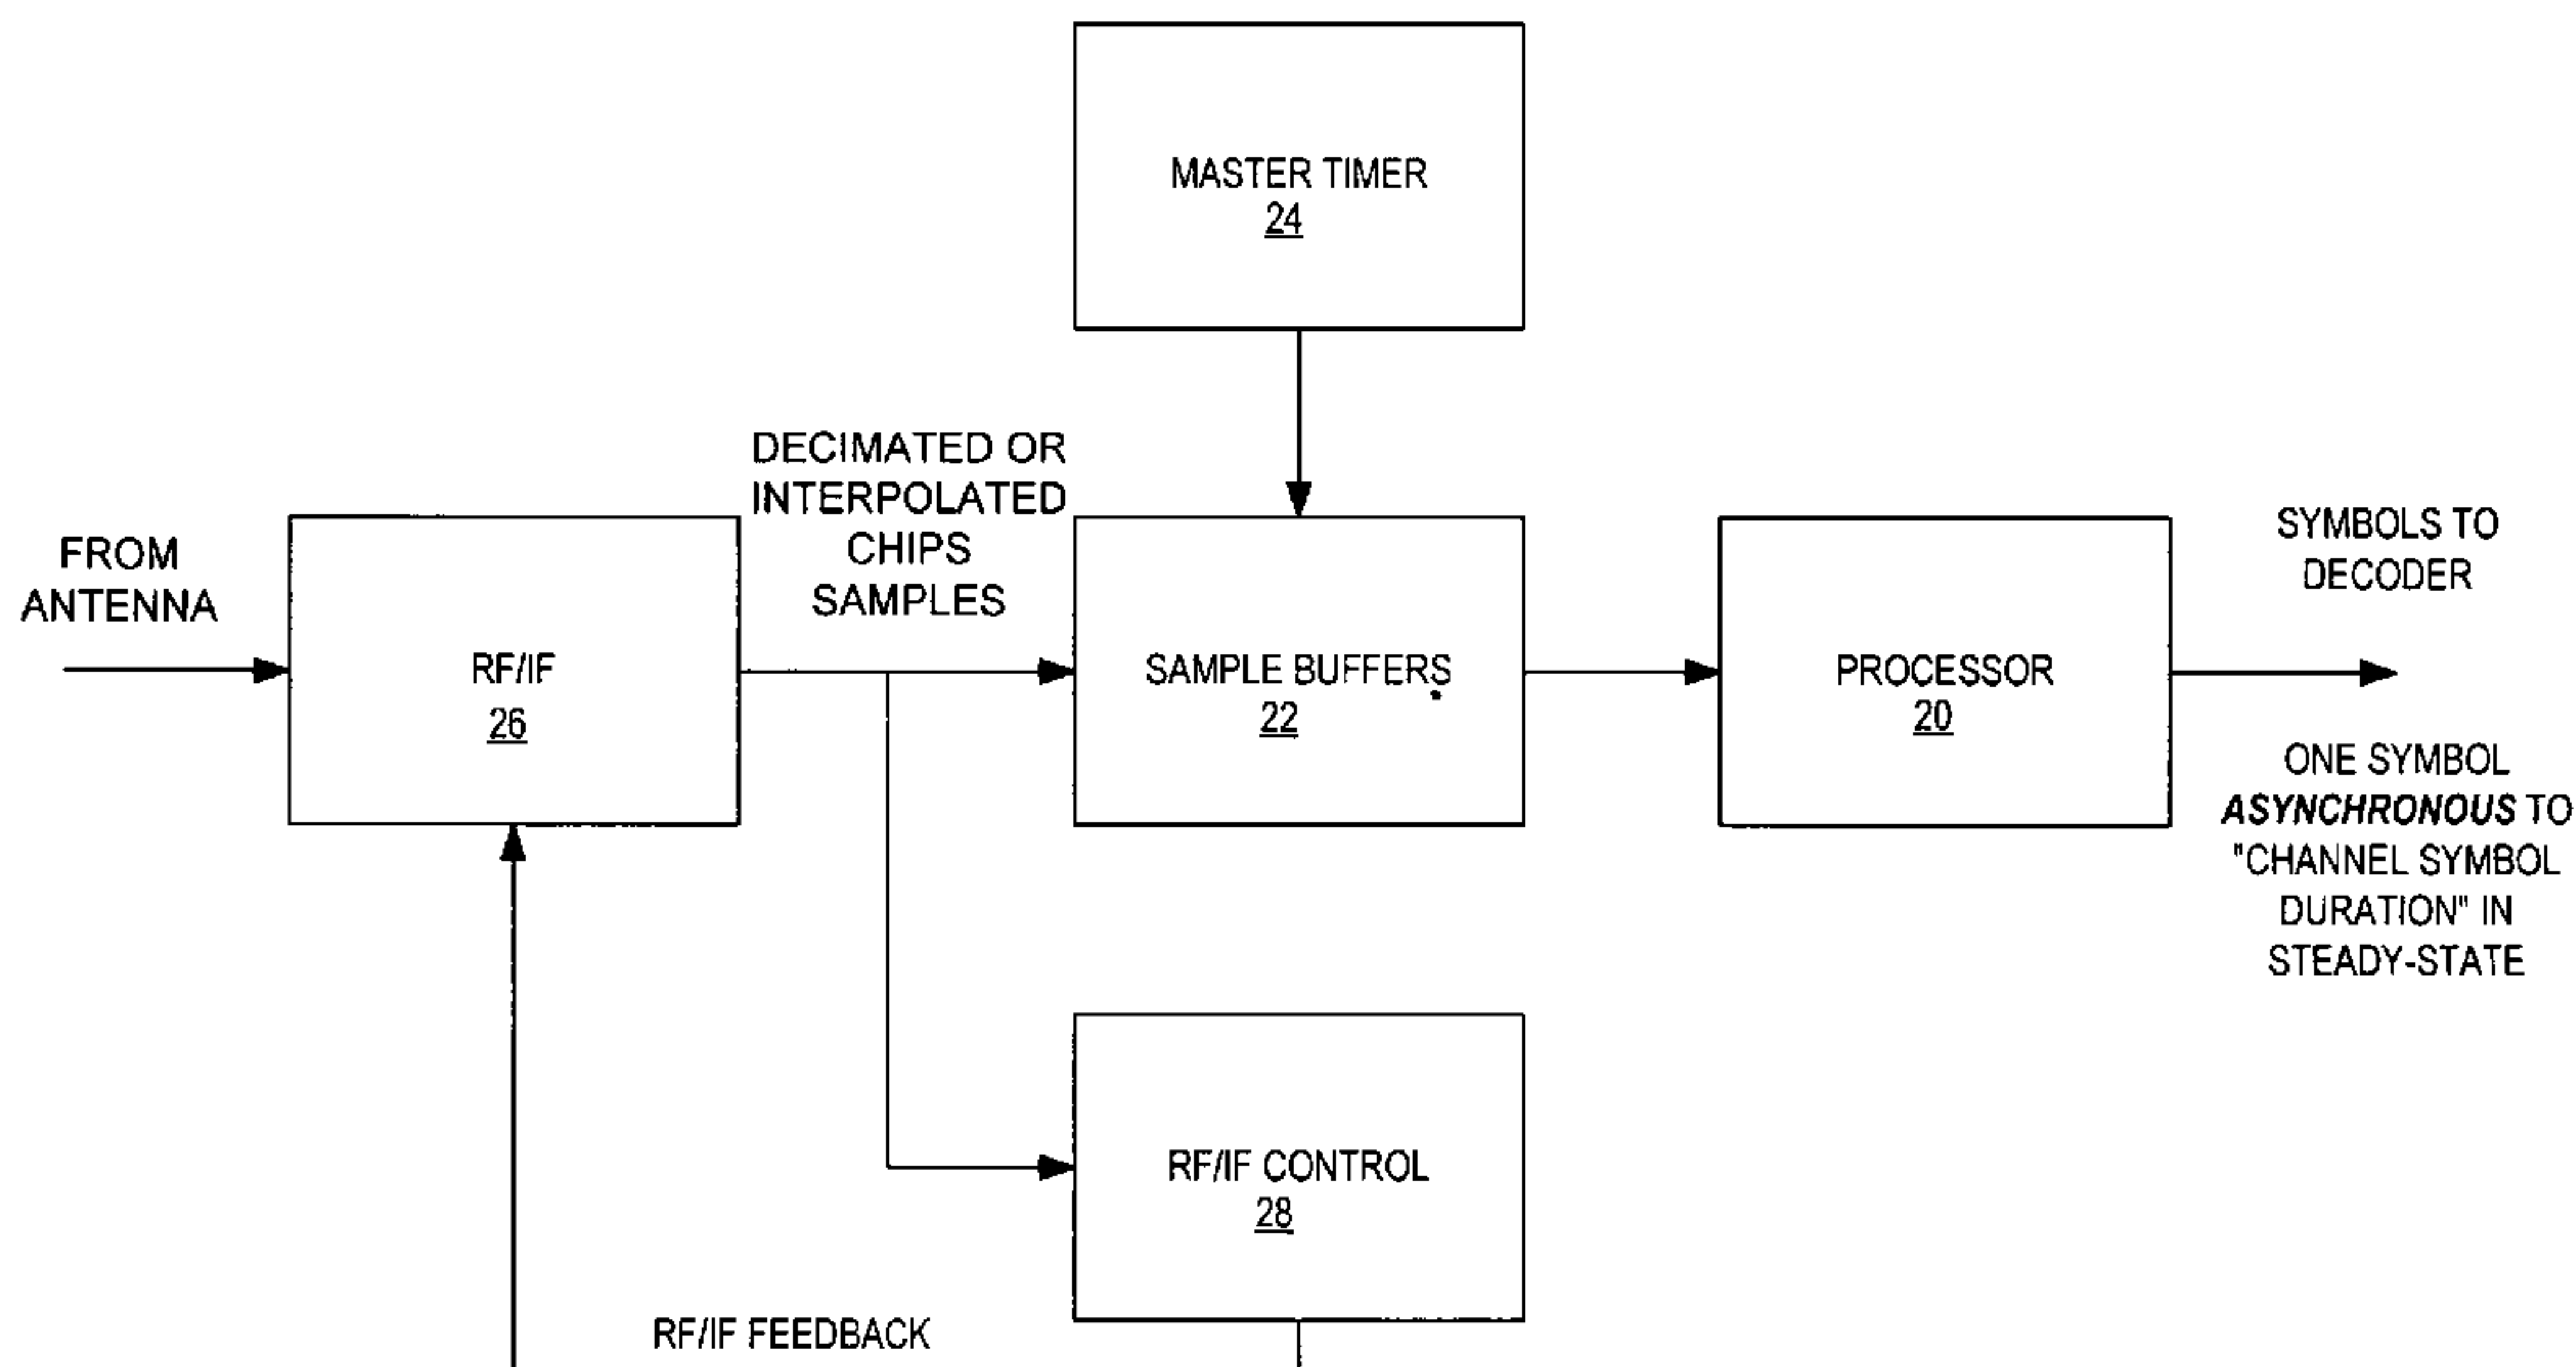 MASTER TIMER
24
DECIMATED OR
INTERPOLATED
CHIPS
SAMPLES
FROM
ANTENNA
RF/IF
26
SAMPLE BUFFERS
22
PROCESSOR
20
SYMBOLS TO
DECODER
ONE SYMBOL
ASYNCHRONOUS TO
"CHANNEL SYMBOL
DURATION" IN
STEADY-STATE
RF/IF CONTROL
28
RF/IF FEEDBACK